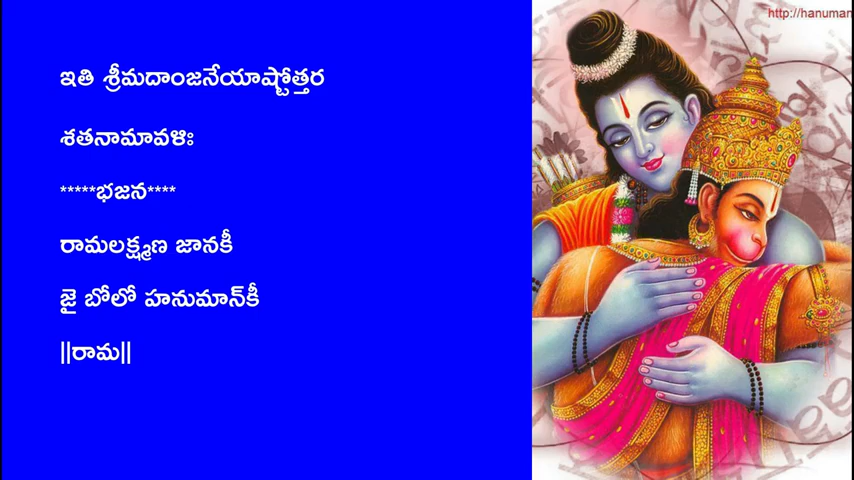 ఇతి శ్రీమదాంజనేయాష్టోత్తర
శతనామావళిః
*****భజన****
రామలక్ష్మణ జానకీ
జై బోలో హనుమాన్‌కీ
||రామ||
http://hanuman